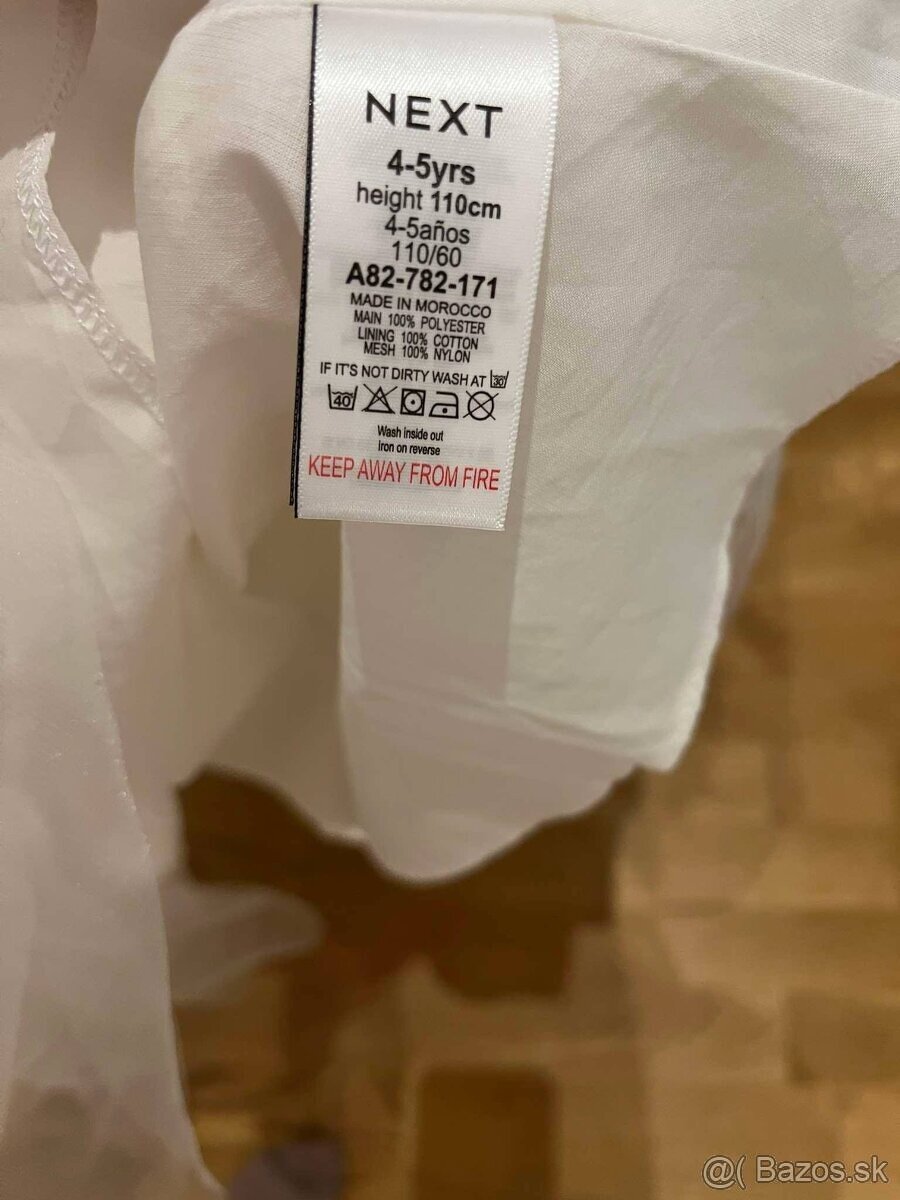 NEXT
4-5yrs
height 110cm
4-5años
110/60
A82-782-171
MADE IN MOROCCO
MAIN 100% POLYESTER
LINING 100% COTTON
MESH 100% NYLON
IF IT'S NOT DIRTY WASH AT 30
40
Wash inside out
Iron on reverse
KEEP AWAY FROM FIRE
@( Bazos.sk